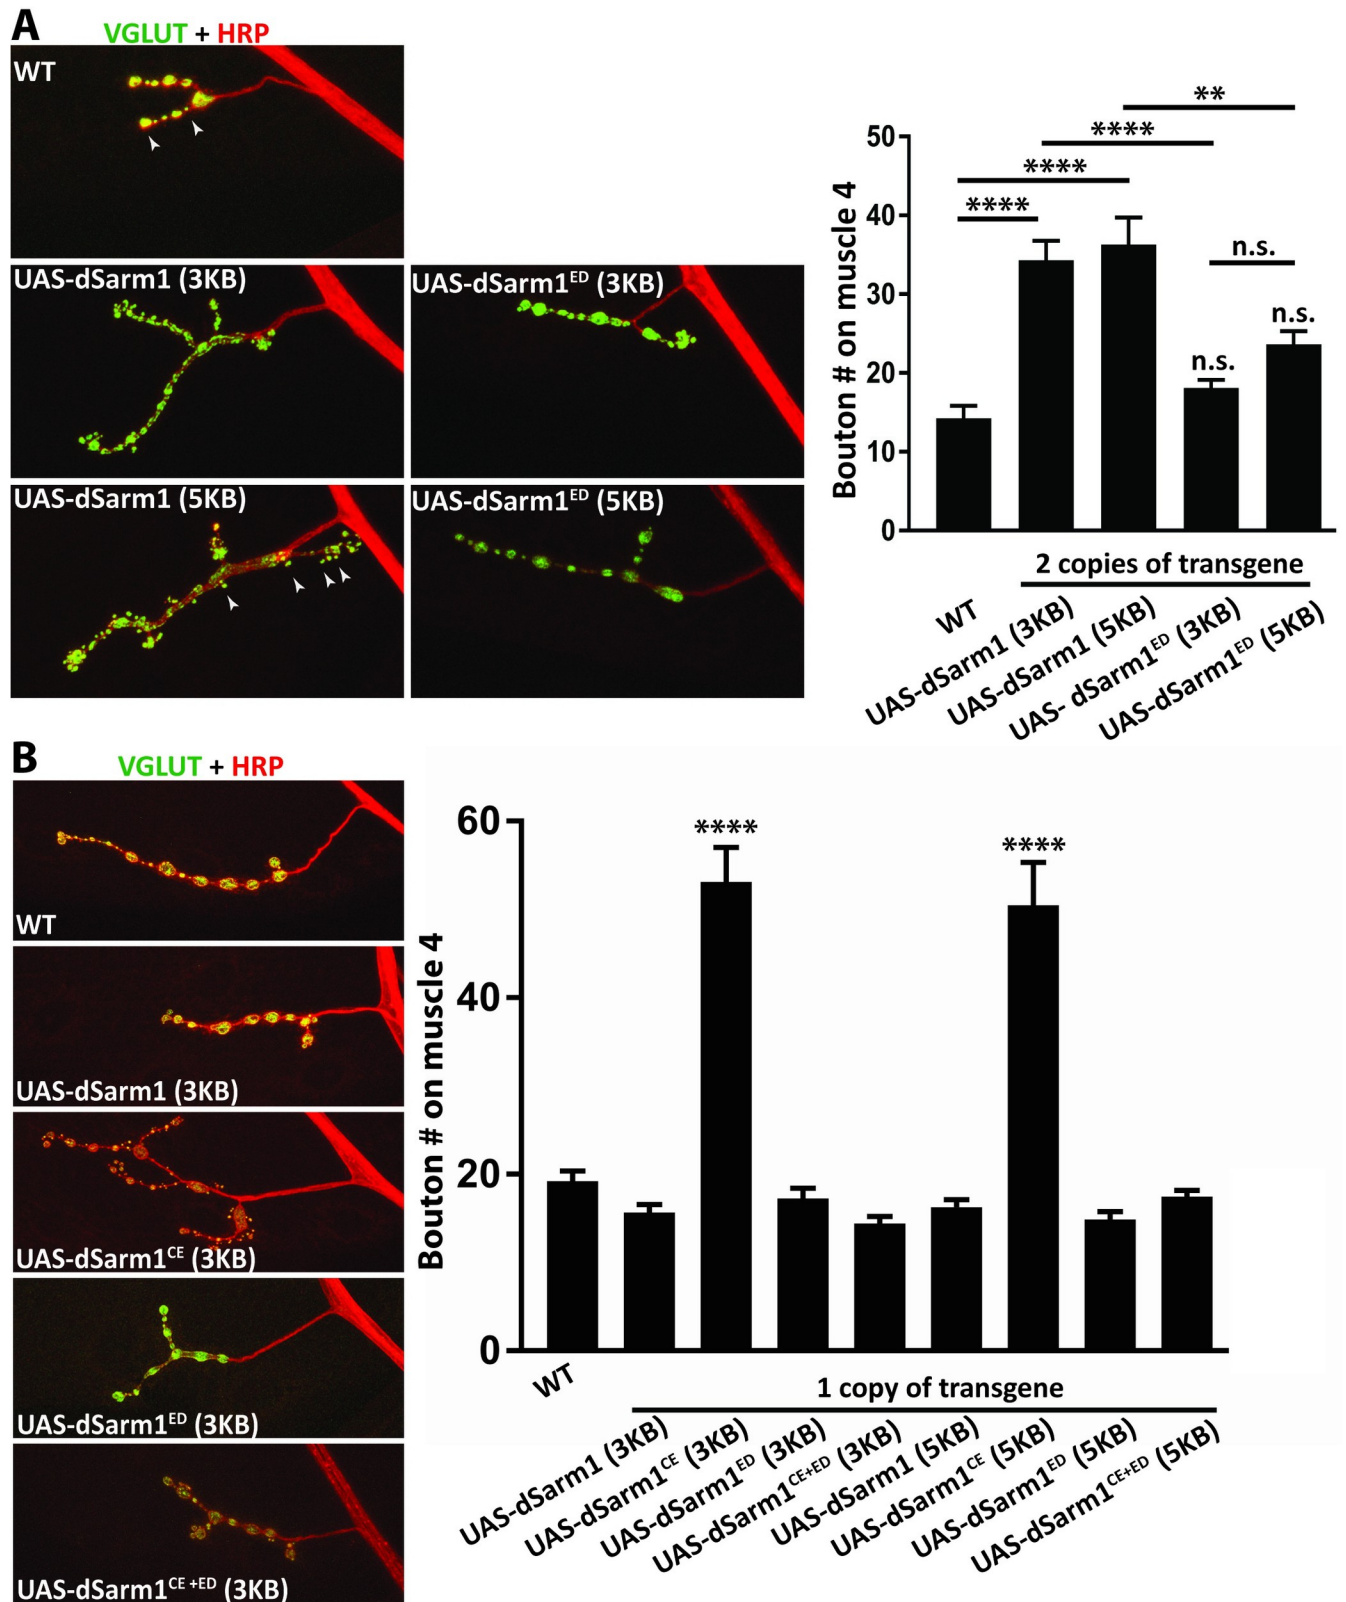 A
VGLUT + HRP
WT
UAS-dSarm1 (3KB)
UAS-dSarm1ᴱᴰ (3KB)
UAS-dSarm1 (5KB)
UAS-dSarm1ᴱᴰ (5KB)
Bouton # on muscle 4
50
40
30
20
10
0
**
****
****
****
n.s.
n.s.
n.s.
2 copies of transgene
WT
UAS-dSarm1 (3KB)
UAS-dSarm1 (5KB)
UAS- dSarm1ᴱᴰ (3KB)
UAS-dSarm1ᴱᴰ (5KB)
B
VGLUT + HRP
WT
UAS-dSarm1 (3KB)
UAS-dSarm1ᶜᴱ (3KB)
UAS-dSarm1ᴱᴰ (3KB)
UAS-dSarm1ᶜᴱ ⁺ᴱᴰ (3KB)
Bouton # on muscle 4
60
40
20
0
****
****
WT
1 copy of transgene
UAS-dSarm1 (3KB)
UAS-dSarm1ᶜᴱ (3KB)
UAS-dSarm1ᴱᴰ (3KB)
UAS-dSarm1ᶜᴱ⁺ᴱᴰ (3KB)
UAS-dSarm1 (5KB)
UAS-dSarm1ᶜᴱ (5KB)
UAS-dSarm1ᴱᴰ (5KB)
UAS-dSarm1ᶜᴱ⁺ᴱᴰ (5KB)